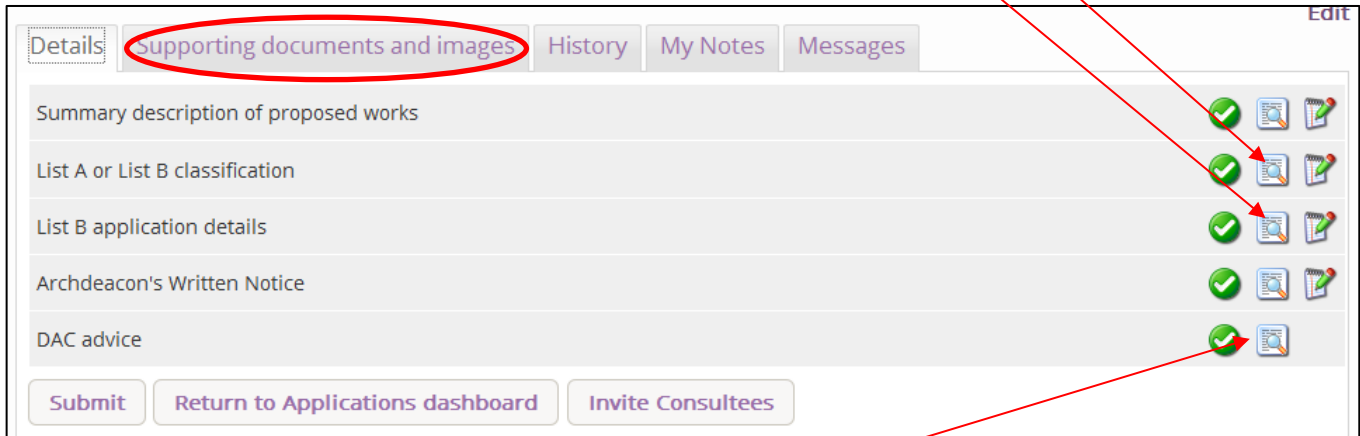 Edit
Details Supporting documents and images History My Notes Messages
Summary description of proposed works
List A or List B classification
List B application details
Archdeacon's Written Notice
DAC advice
Submit Return to Applications dashboard Invite Consultees